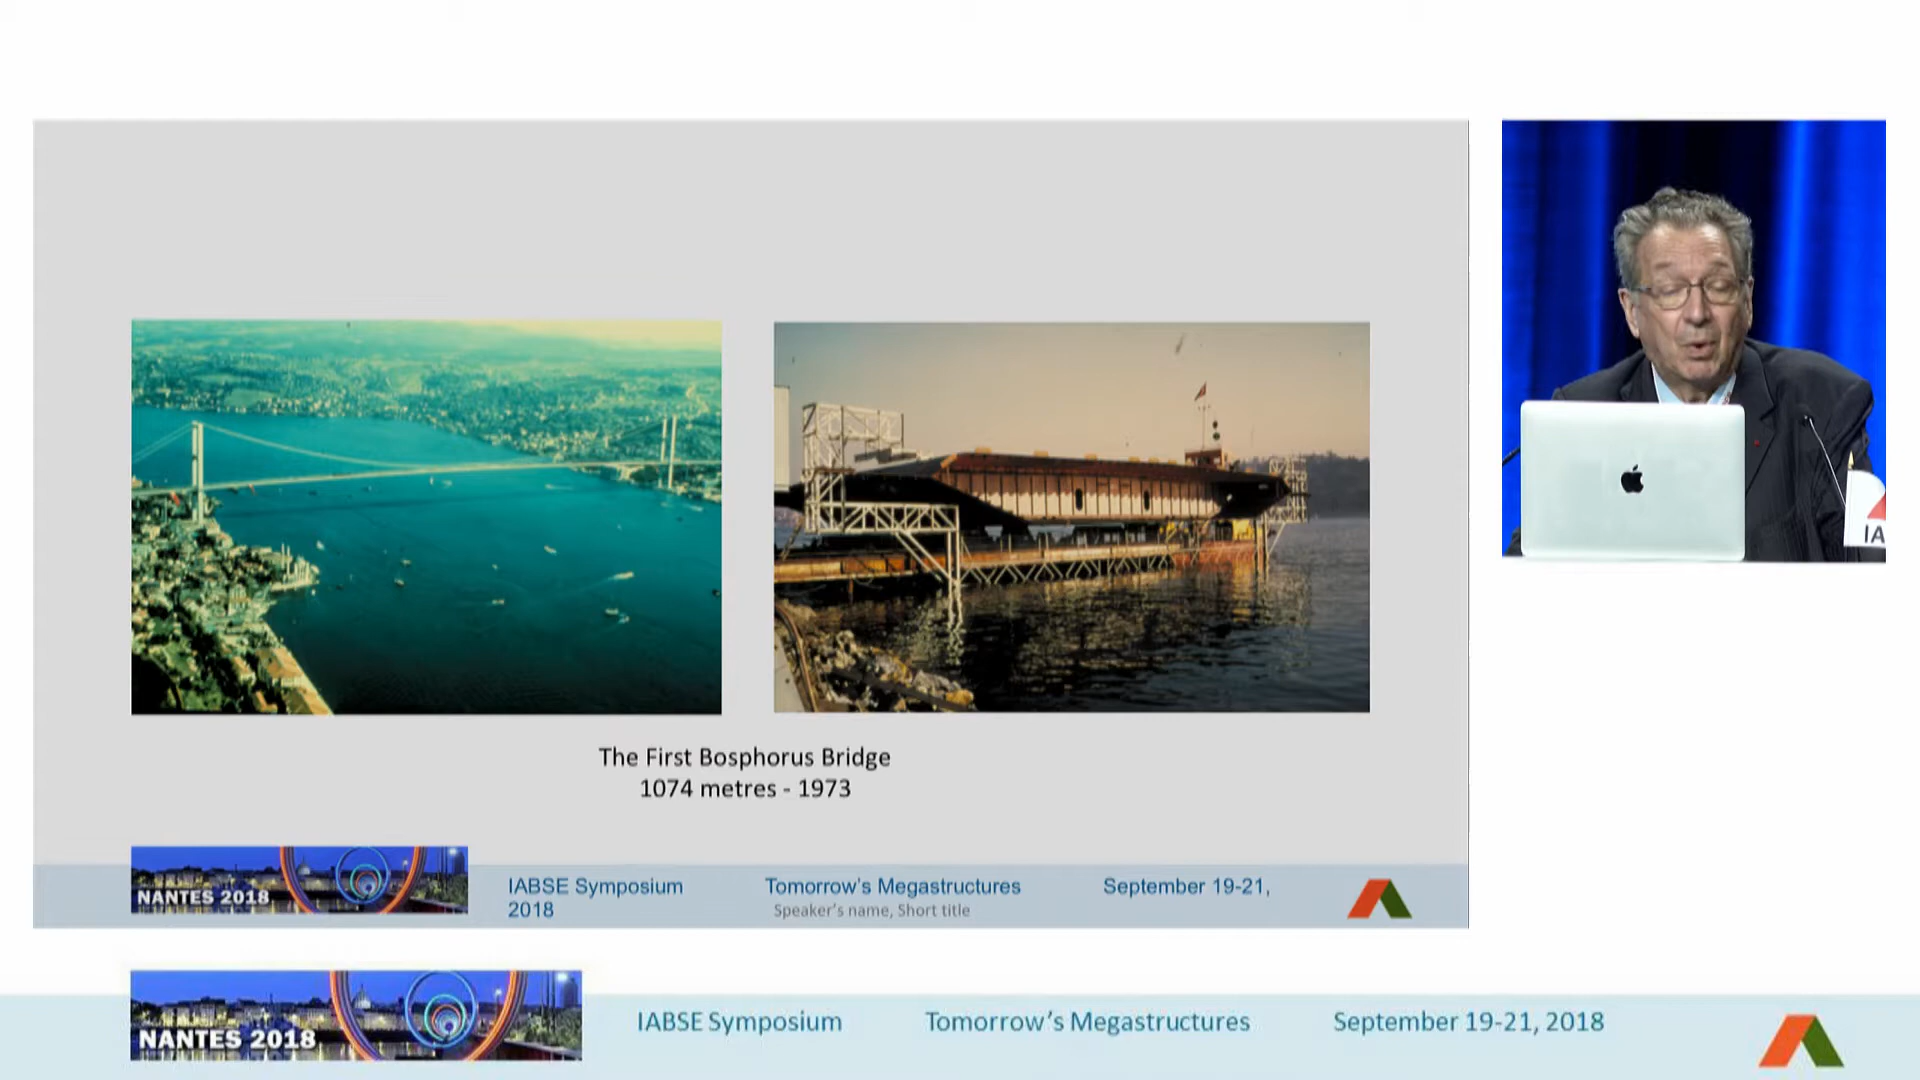 The First Bosphorus Bridge
1074 metres - 1973
NANTES 2018
IABSE Symposium Tomorrow's Megastructures September 19-21,
2018 Speaker's name, Short title
IA
NANTES 2018
IABSE Symposium Tomorrow's Megastructures September 19-21, 2018